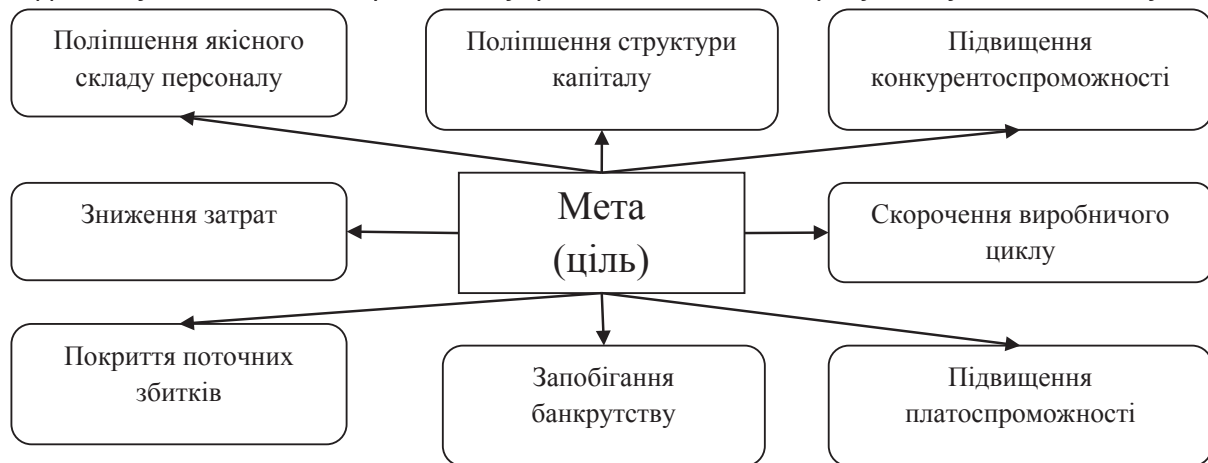 Поліпшення якісного
складу персоналу
Поліпшення структури
капіталу
Підвищення
конкурентоспроможності
Зниження затрат
Мета
(ціль)
Скорочення виробничого
циклу
Покриття поточних
збитків
Запобігання
банкрутству
Підвищення
платоспроможності